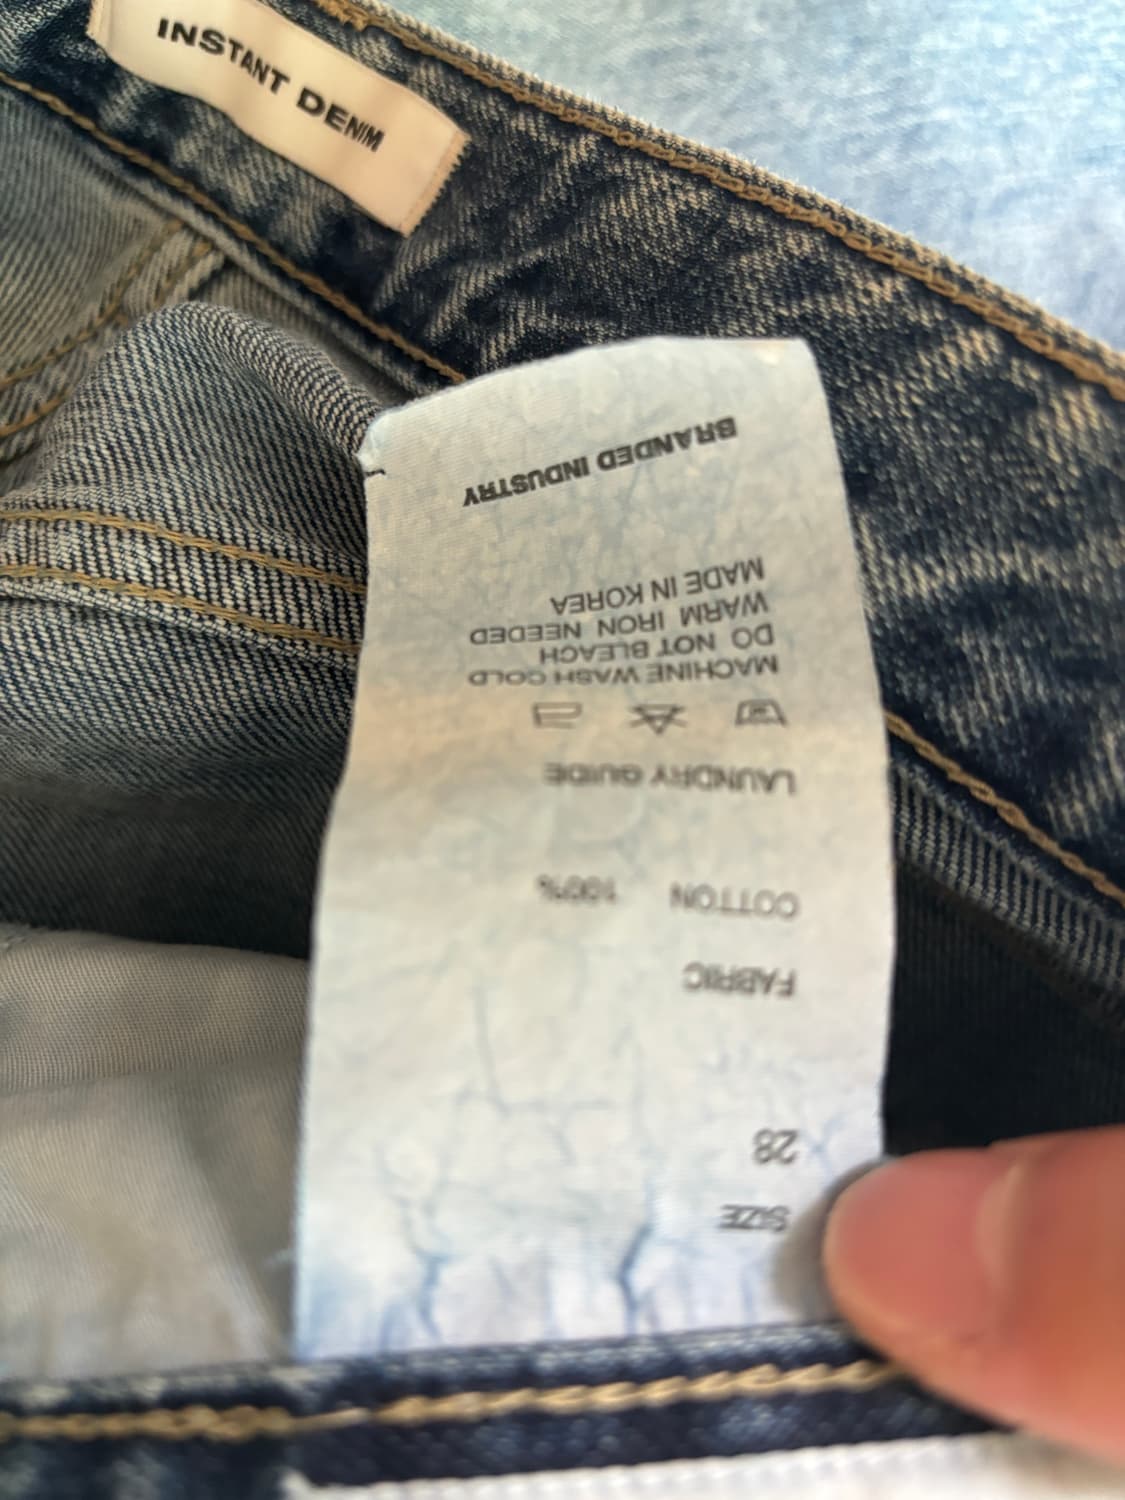 INSTANT DENIM
SIZE
28
FABRIC
COTTON 100%
LAUNDRY GUIDE
MACHINE WASH COLD
DO NOT BLEACH
WARM IRON NEEDED
MADE IN KOREA
BRANDED INDUSTRY